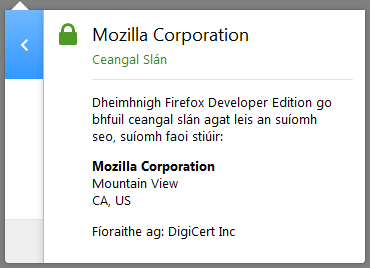 Mozilla Corporation
Ceangal Slán
Dheimhnigh Firefox Developer Edition go
bhfuil ceangal slán agat leis an suíomh
seo, suíomh faoi stiúir:
Mozilla Corporation
Mountain View
CA, US
Fíoraithe ag: DigiCert Inc